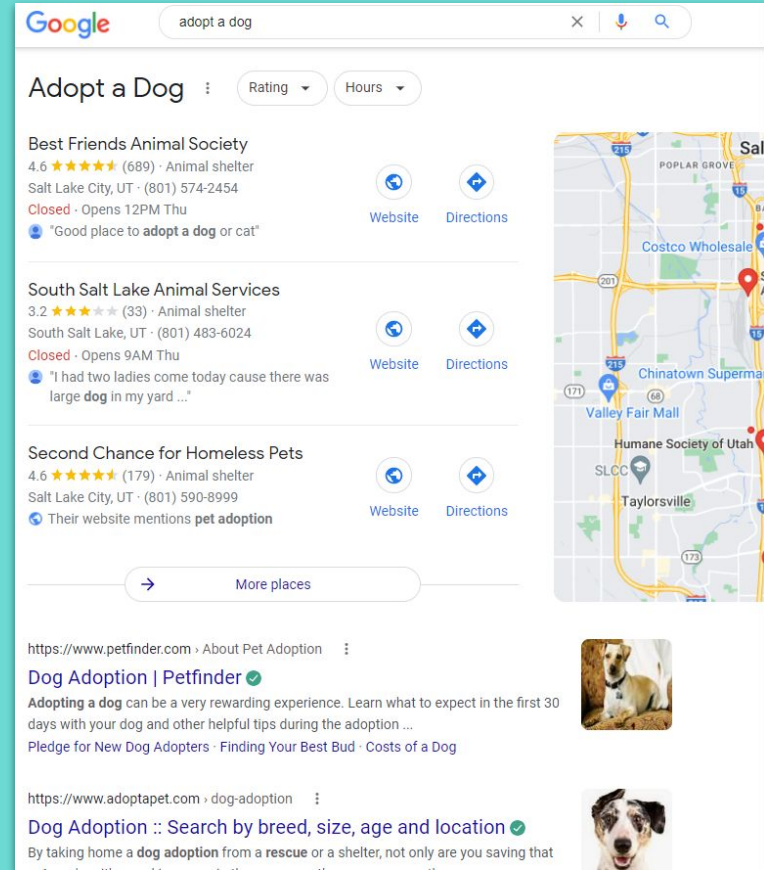 Google
adopt a dog
Adopt a Dog
Rating
Hours
Best Friends Animal Society
4.6 (689) · Animal shelter
Salt Lake City, UT · (801) 574-2454
Closed · Opens 12PM Thu
"Good place to adopt a dog or cat"
Website
Directions
South Salt Lake Animal Services
3.2 (33) · Animal shelter
South Salt Lake, UT · (801) 483-6024
Closed · Opens 9AM Thu
"I had two ladies come today cause there was
large dog in my yard ..."
Website
Directions
Second Chance for Homeless Pets
4.6 (179) · Animal shelter
Salt Lake City, UT · (801) 590-8999
Their website mentions pet adoption
Website
Directions
More places
215
Sal
POPLAR GROVE
15
Costco Wholesale
201
15
215
Chinatown Superma
171
68
Valley Fair Mall
Humane Society of Utah
SLCC
Taylorsville
173
https://www.petfinder.com › About Pet Adoption
Dog Adoption | Petfinder
Adopting a dog can be a very rewarding experience. Learn what to expect in the first 30
days with your dog and other helpful tips during the adoption ...
Pledge for New Dog Adopters · Finding Your Best Bud · Costs of a Dog
https://www.adoptapet.com › dog-adoption
Dog Adoption :: Search by breed, size, age and location
By taking home a dog adoption from a rescue or a shelter, not only are you saving that